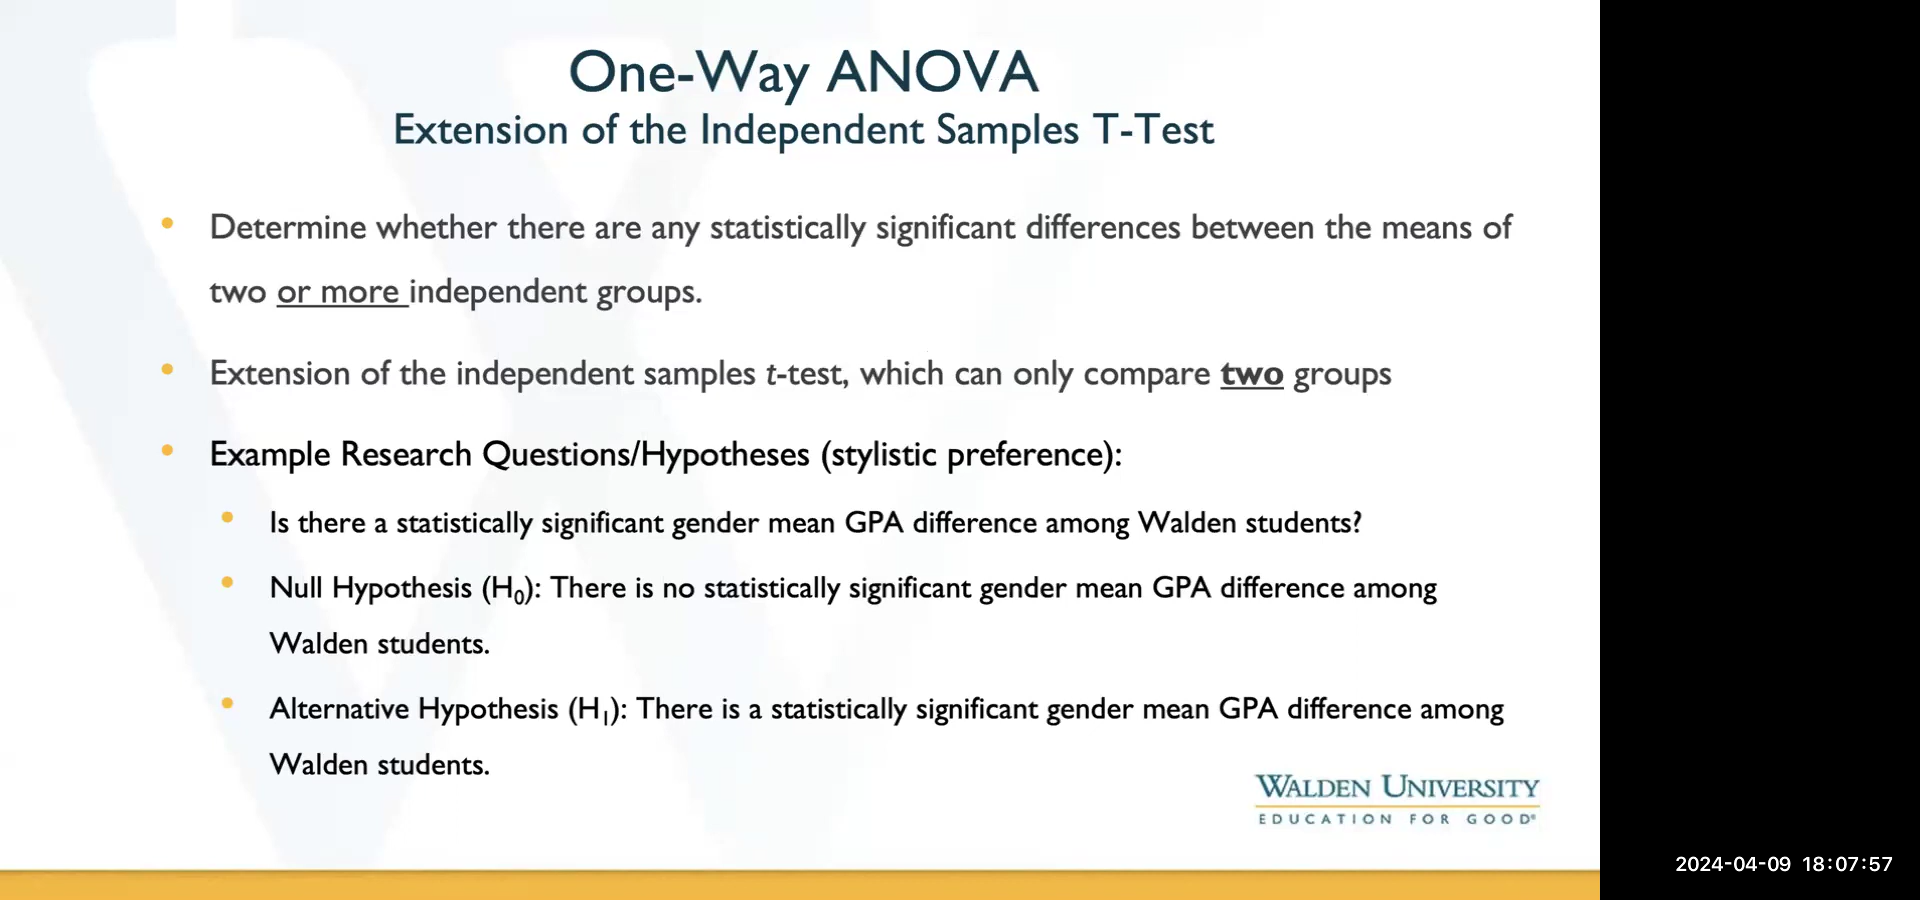 One-Way ANOVA
Extension of the Independent Samples T-Test
• Determine whether there are any statistically significant differences between the means of
two or more independent groups.
• Extension of the independent samples t-test, which can only compare two groups
• Example Research Questions/Hypotheses (stylistic preference):
• Is there a statistically significant gender mean GPA difference among Walden students?
• Null Hypothesis (H₀): There is no statistically significant gender mean GPA difference among
Walden students.
• Alternative Hypothesis (H₁): There is a statistically significant gender mean GPA difference among
Walden students.
WALDEN UNIVERSITY
EDUCATION FOR GOOD®
2024-04-09 18:07:57